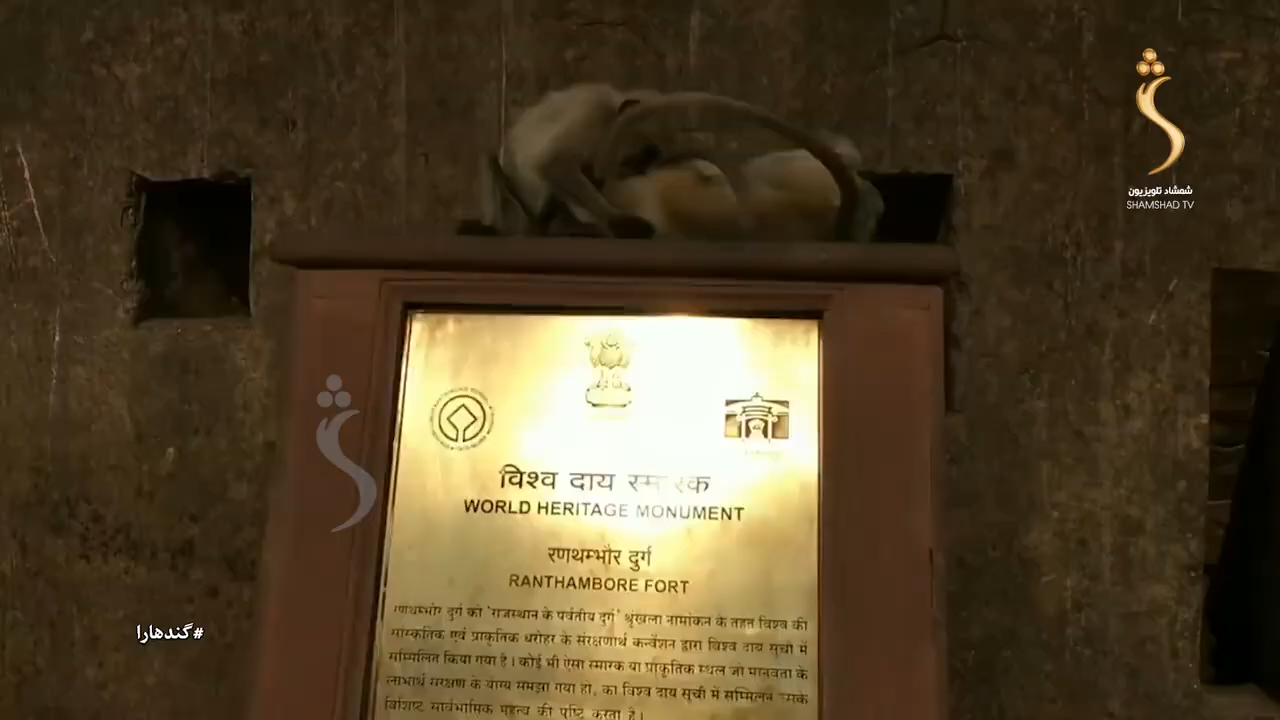 شمشاد تلویزیون
SHAMSHAD TV
विश्व दाय स्मारक
WORLD HERITAGE MONUMENT
रणथम्भौर दुर्ग
RANTHAMBORE FORT
रणथम्भोर दुर्ग को 'राजस्थान के पर्वतीय दुर्ग' श्रृंखला नामांकन के तहत विश्व की
सांस्कृतिक एवं प्राकृतिक धरोहर के संरक्षणार्थ कन्वेंशन द्वारा विश्व दाय सूची में
सम्मिलित किया गया है। कोई भी ऐसा स्मारक या प्राकृतिक स्थल जो मानवता के
लाभार्थ संरक्षण के योग्य समझा गया हो, का विश्व दाय सूची में सम्मिलन
विशिष्ट सार्वभौमिक महत्व की पुष्टि करता है।
#گندهارا